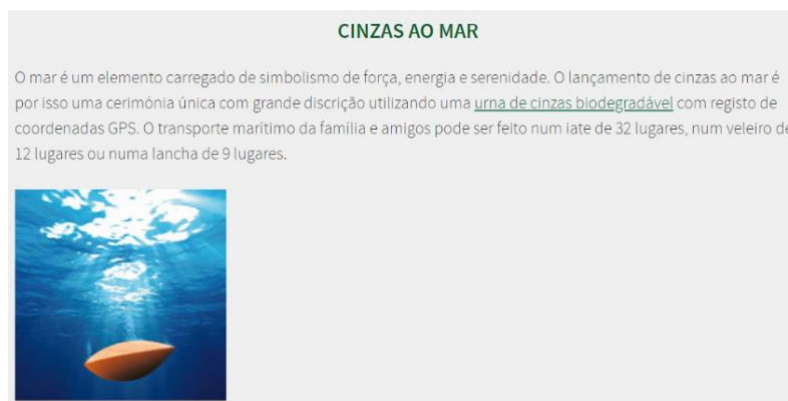 CINZAS AO MAR
O mar é um elemento carregado de simbolismo de força, energia e serenidade. O lançamento de cinzas ao mar é
por isso uma cerimónia única com grande discrição utilizando uma urna de cinzas biodegradável com registo de
coordenadas GPS. O transporte marítimo da família e amigos pode ser feito num iate de 32 lugares, num veleiro de
12 lugares ou numa lancha de 9 lugares.